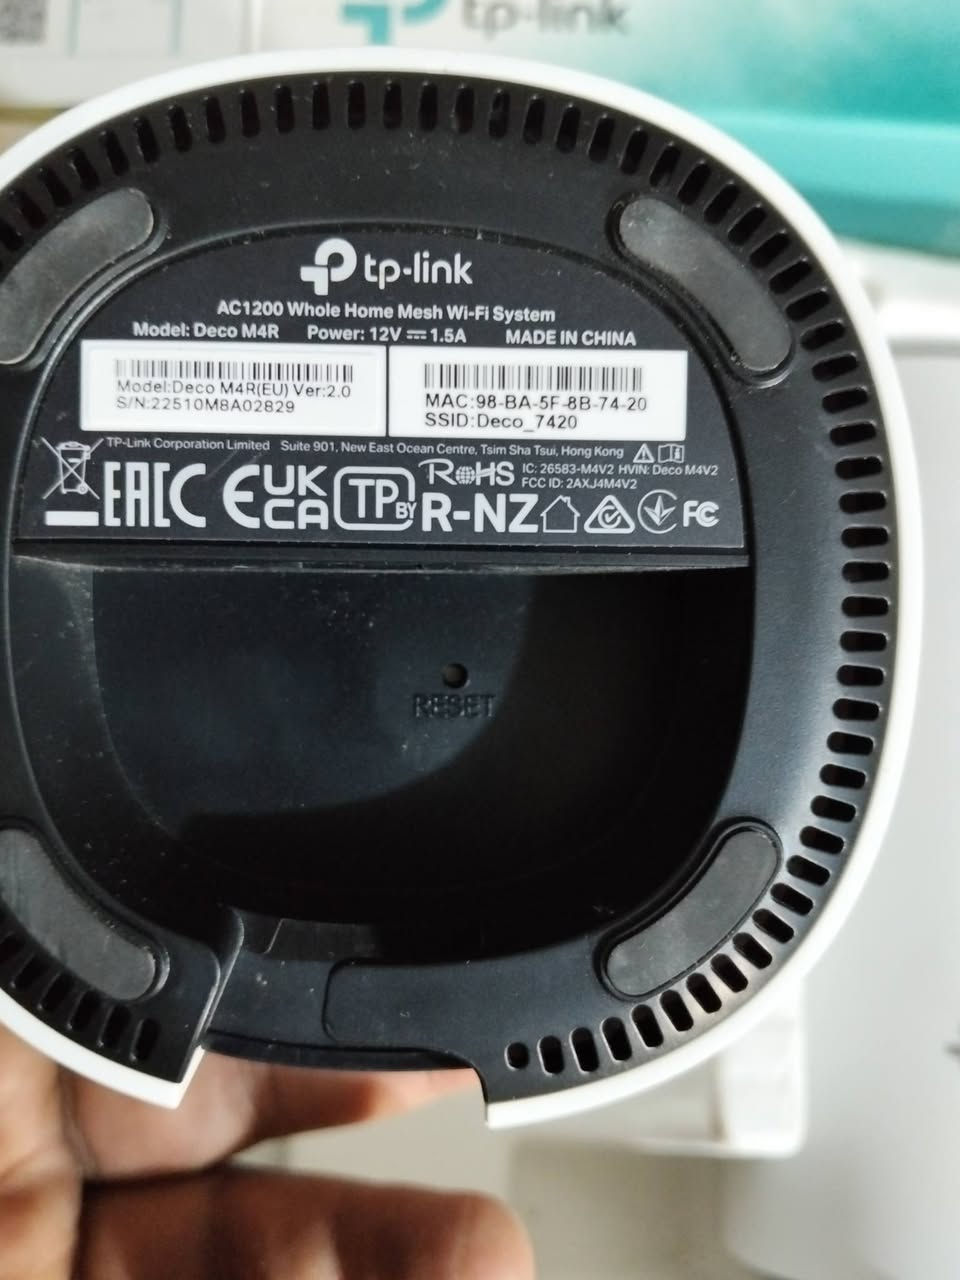 tp-link
tp-link
AC1200 Whole Home Mesh Wi-Fi System
Model: Deco M4R Power: 12V⎓1.5A MADE IN CHINA
Model:Deco M4R(EU) Ver:2.0
S/N:22510M8A02829
MAC:98-BA-5F-8B-74-20
SSID:Deco_7420
TP-Link Corporation Limited Suite 901, New East Ocean Centre, Tsim Sha Tsui, Hong Kong
EAC CE UK CA TP BY RoHS R-NZ FC
IC: 26583-M4V2 HVIN: Deco M4V2
FCC ID: 2AXJ4M4V2
RESET